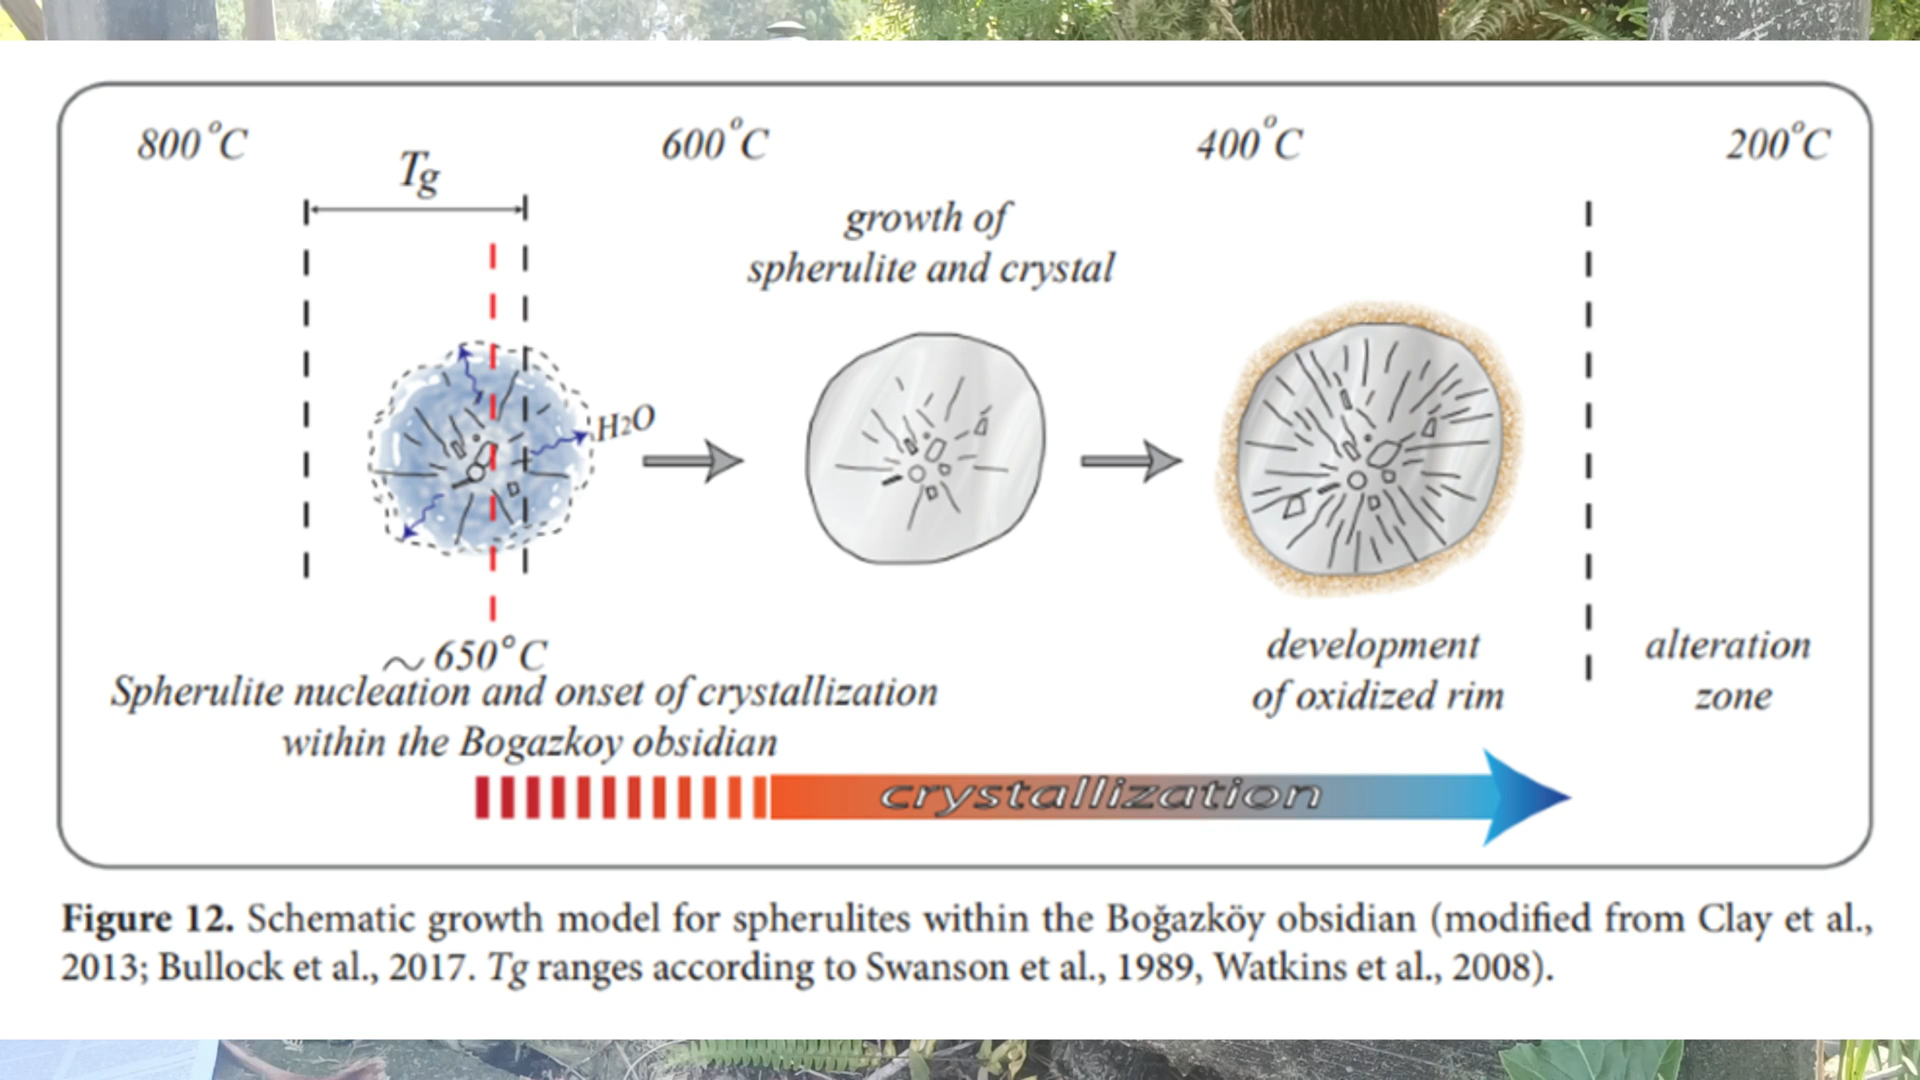 800°C
600°C
400°C
200°C
Tg
growth of
spherulite and crystal
H2O
~ 650°C
Spherulite nucleation and onset of crystallization
within the Bogazkoy obsidian
development
of oxidized rim
alteration
zone
crystallization
Figure 12. Schematic growth model for spherulites within the Boğazköy obsidian (modified from Clay et al.,
2013; Bullock et al., 2017. Tg ranges according to Swanson et al., 1989, Watkins et al., 2008).